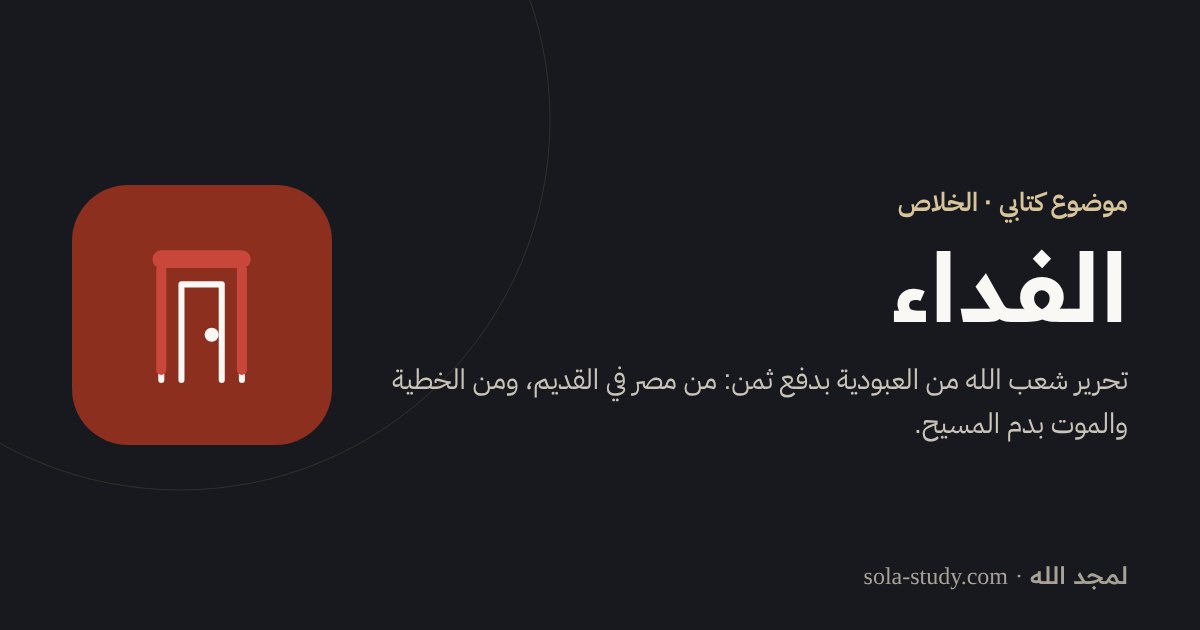 موضوع كتابي · الخلاص
الفداء
تحرير شعب الله من العبودية بدفع ثمن: من مصر في القديم، ومن الخطية
والموت بدم المسيح.
لمجد الله · sola-study.com